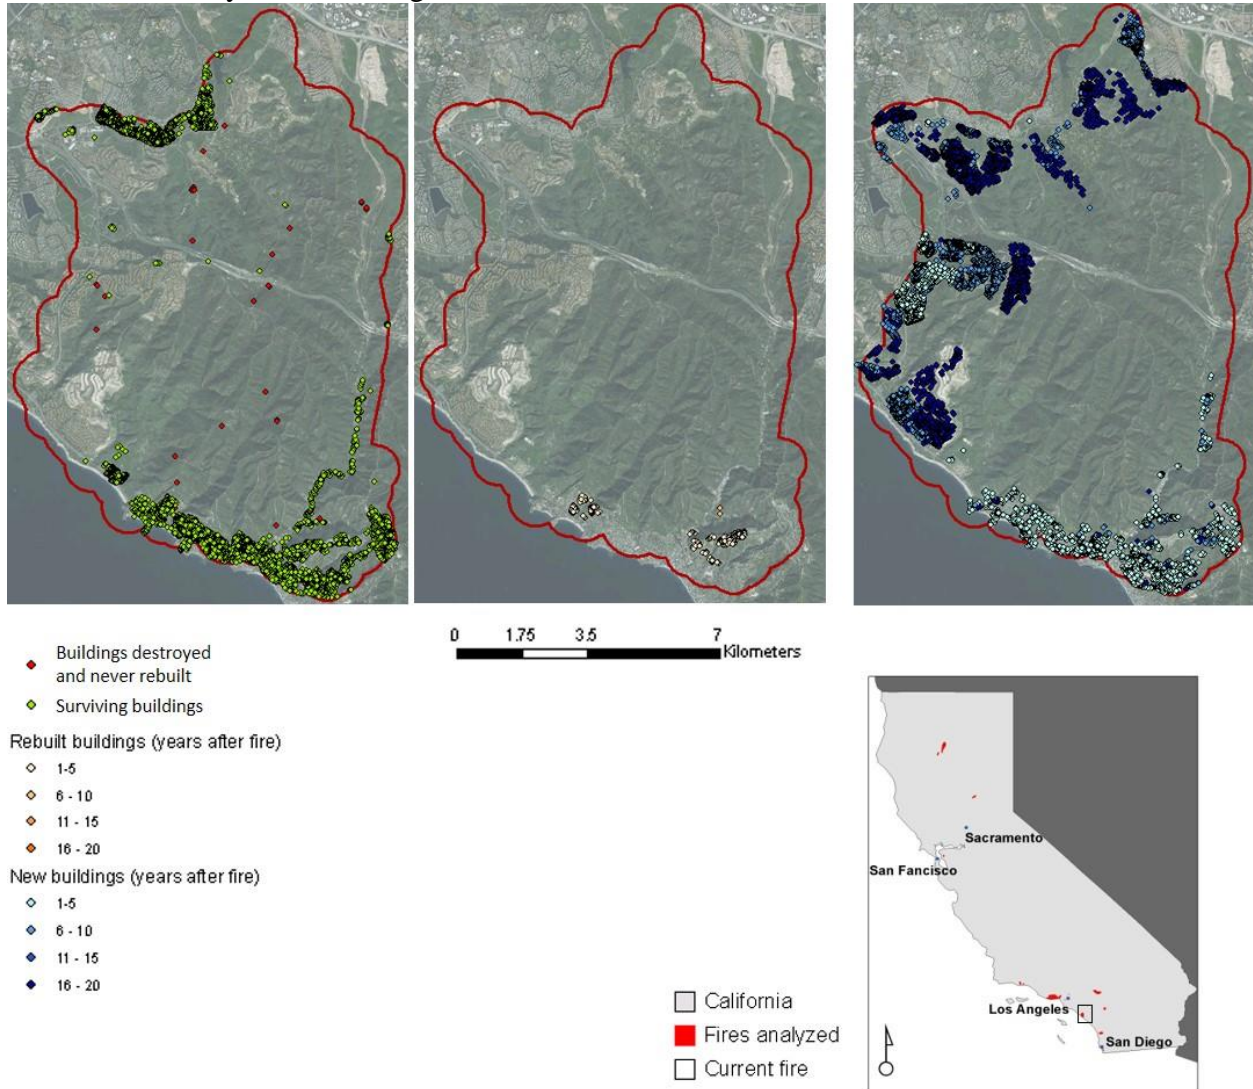 0 1.75 3.5 7
Kilometers
Buildings destroyed
and never rebuilt
Surviving buildings
Rebuilt buildings (years after fire)
1-5
6 - 10
11 - 15
16 - 20
New buildings (years after fire)
1-5
6 - 10
11 - 15
16 - 20
Sacramento
San Fancisco
Los Angeles
San Diego
California
Fires analyzed
Current fire